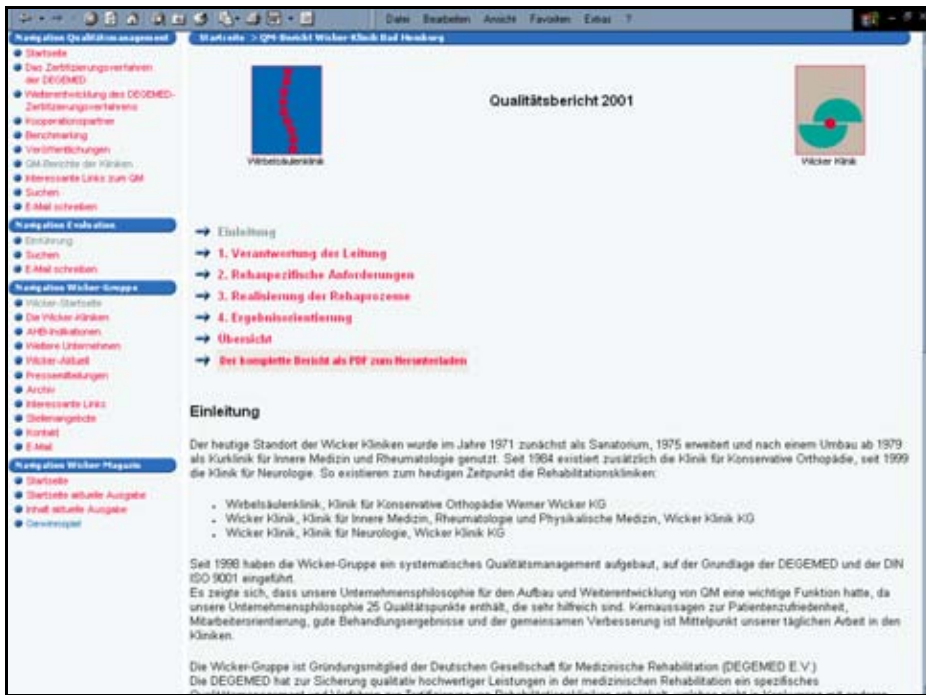 Datei Bearbeiten Ansicht Favoriten Extras ?
Navigation Qualitätsmanagement
Startseite
Das Zertifizierungsverfahren
der DEGEMED
Weiterentwicklung des DEGEMED-
Zertifizierungsverfahrens
Kooperationspartner
Benchmarking
Veröffentlichungen
QM-Berichte der Kliniken
Interessante Links zum QM
Suchen
E-Mail schreiben
Navigation Evaluation
Einführung
Suchen
E-Mail schreiben
Navigation Wicker-Gruppe
Wicker-Startseite
Die Wicker-Kliniken
AHB-Indikationen
Weitere Unternehmen
Wicker-Aktuell
Pressemitteilungen
Archiv
Interessante Links
Stellenangebote
Kontakt
E-Mail
Navigation Wicker-Magazin
Startseite
Startseite aktuelle Ausgabe
Inhalt aktuelle Ausgabe
Gewinnspiel
Startseite > QM-Bericht Wicker-Klinik Bad Homburg
Qualitätsbericht 2001
Wirbelsäulenklinik
Wicker Klinik
Einleitung
1. Verantwortung der Leitung
2. Rehaspezifische Anforderungen
3. Realisierung der Rehaprozesse
4. Ergebnisorientierung
Übersicht
Der komplette Bericht als PDF zum Herunterladen
Einleitung
Der heutige Standort der Wicker Kliniken wurde im Jahre 1971 zunächst als Sanatorium, 1975 erweitert und nach einem Umbau ab 1979
als Kurklinik für Innere Medizin und Rheumatologie genutzt. Seit 1984 existiert zusätzlich die Klinik für Konservative Orthopädie, seit 1999
die Klinik für Neurologie. So existieren zum heutigen Zeitpunkt die Rehabilitationskliniken:
Wirbelsäulenklinik, Klinik für Konservative Orthopädie Werner Wicker KG
Wicker Klinik, Klinik für Innere Medizin, Rheumatologie und Physikalische Medizin, Wicker Klinik KG
Wicker Klinik, Klinik für Neurologie, Wicker Klinik KG
Seit 1998 haben die Wicker-Gruppe ein systematisches Qualitätsmanagement aufgebaut, auf der Grundlage der DEGEMED und der DIN
ISO 9001 eingeführt.
Es zeigte sich, dass unsere Unternehmensphilosophie für den Aufbau und Weiterentwicklung von QM eine wichtige Funktion hatte, da
unsere Unternehmensphilosophie 25 Qualitätspunkte enthält, die sehr hilfreich sind. Kernaussagen zur Patientenzufriedenheit,
Mitarbeiterorientierung, gute Behandlungsergebnisse und der gemeinsamen Verbesserung ist Mittelpunkt unserer täglichen Arbeit in den
Kliniken.
Die Wicker-Gruppe ist Gründungsmitglied der Deutschen Gesellschaft für Medizinische Rehabilitation (DEGEMED E.V.)
Die DEGEMED hat zur Sicherung qualitativ hochwertiger Leistungen in der medizinischen Rehabilitation ein spezifisches